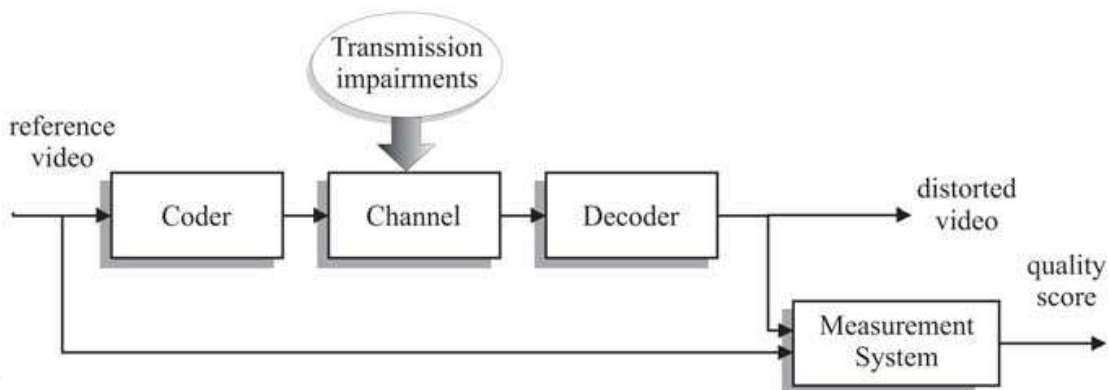 Transmission
impairments
reference
video
Coder
Channel
Decoder
distorted
video
quality
score
Measurement
System